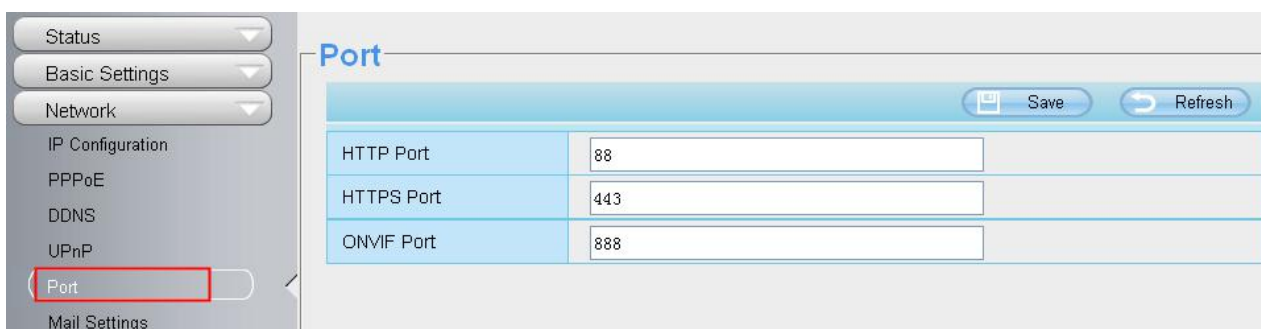 Status
Basic Settings
Network
IP Configuration
PPPoE
DDNS
UPnP
Port
Mail Settings
Port
Save Refresh
HTTP Port 88
HTTPS Port 443
ONVIF Port 888